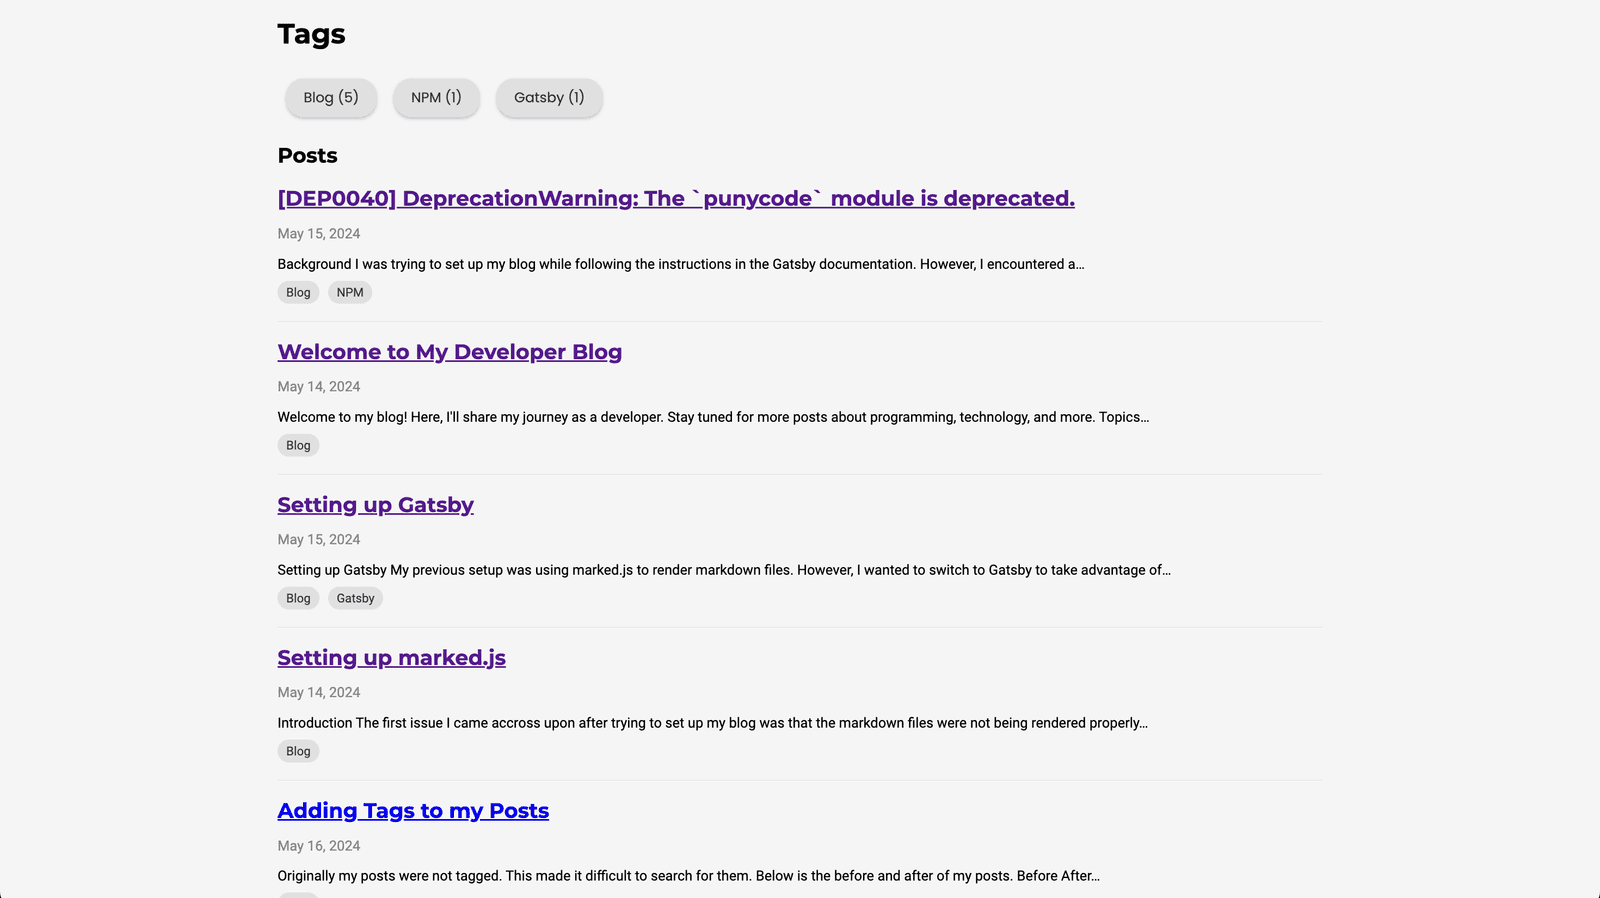 Tags
Blog (5) NPM (1) Gatsby (1)
Posts
[DEP0040] DeprecationWarning: The `punycode` module is deprecated.
May 15, 2024
Background I was trying to set up my blog while following the instructions in the Gatsby documentation. However, I encountered a…
Blog NPM
Welcome to My Developer Blog
May 14, 2024
Welcome to my blog! Here, I'll share my journey as a developer. Stay tuned for more posts about programming, technology, and more. Topics…
Blog
Setting up Gatsby
May 15, 2024
Setting up Gatsby My previous setup was using marked.js to render markdown files. However, I wanted to switch to Gatsby to take advantage of…
Blog Gatsby
Setting up marked.js
May 14, 2024
Introduction The first issue I came accross upon after trying to set up my blog was that the markdown files were not being rendered properly…
Blog
Adding Tags to my Posts
May 16, 2024
Originally my posts were not tagged. This made it difficult to search for them. Below is the before and after of my posts. Before After…